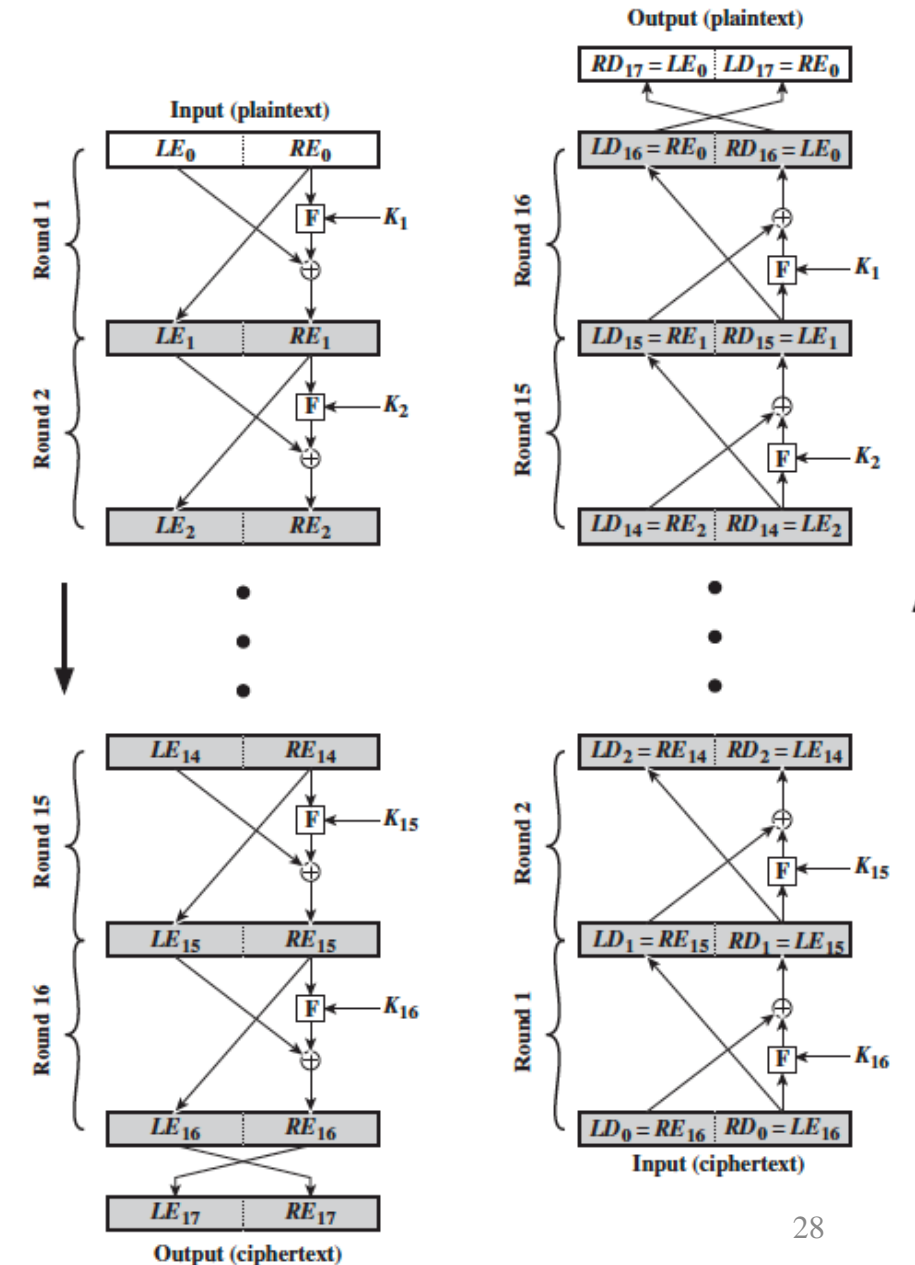 Input (plaintext)
LE₀ RE₀
Round 1
F K₁
LE₁ RE₁
Round 2
F K₂
LE₂ RE₂
LE₁₄ RE₁₄
Round 15
F K₁₅
LE₁₅ RE₁₅
Round 16
F K₁₆
LE₁₆ RE₁₆
LE₁₇ RE₁₇
Output (ciphertext)
Output (plaintext)
RD₁₇ = LE₀ LD₁₇ = RE₀
LD₁₆ = RE₀ RD₁₆ = LE₀
Round 16
F K₁
LD₁₅ = RE₁ RD₁₅ = LE₁
Round 15
F K₂
LD₁₄ = RE₂ RD₁₄ = LE₂
LD₂ = RE₁₄ RD₂ = LE₁₄
Round 2
F K₁₅
LD₁ = RE₁₅ RD₁ = LE₁₅
Round 1
F K₁₆
LD₀ = RE₁₆ RD₀ = LE₁₆
Input (ciphertext)
28